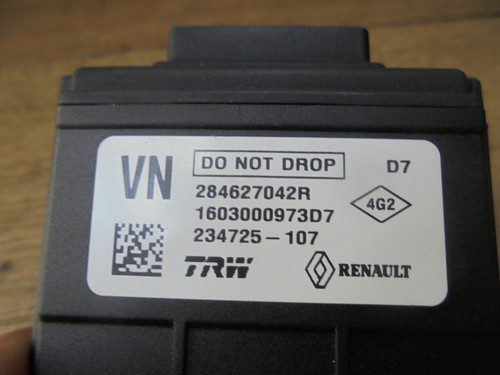 VN DO NOT DROP D7
284627042R
4G2
1603000973D7
234725-107
TRW RENAULT